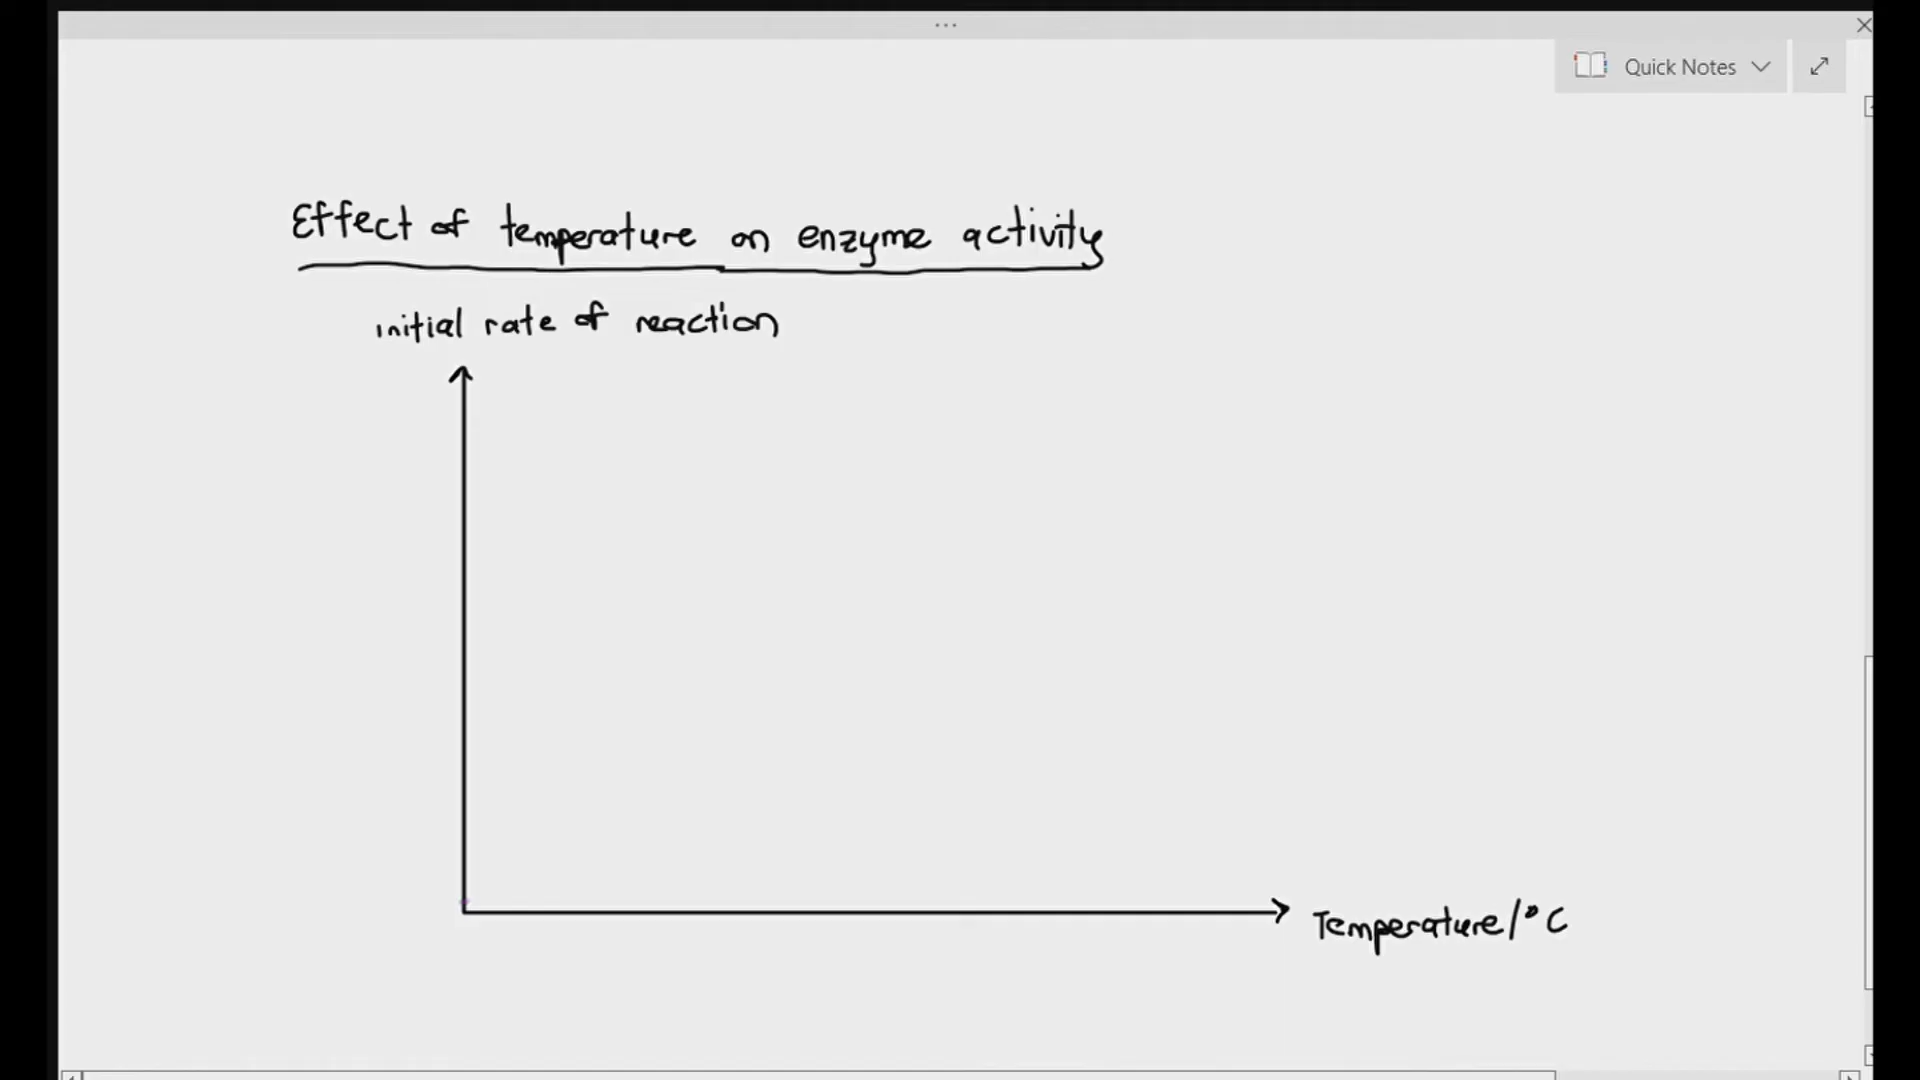 Quick Notes
Effect of temperature on enzyme activity
initial rate of reaction
Temperature/°C